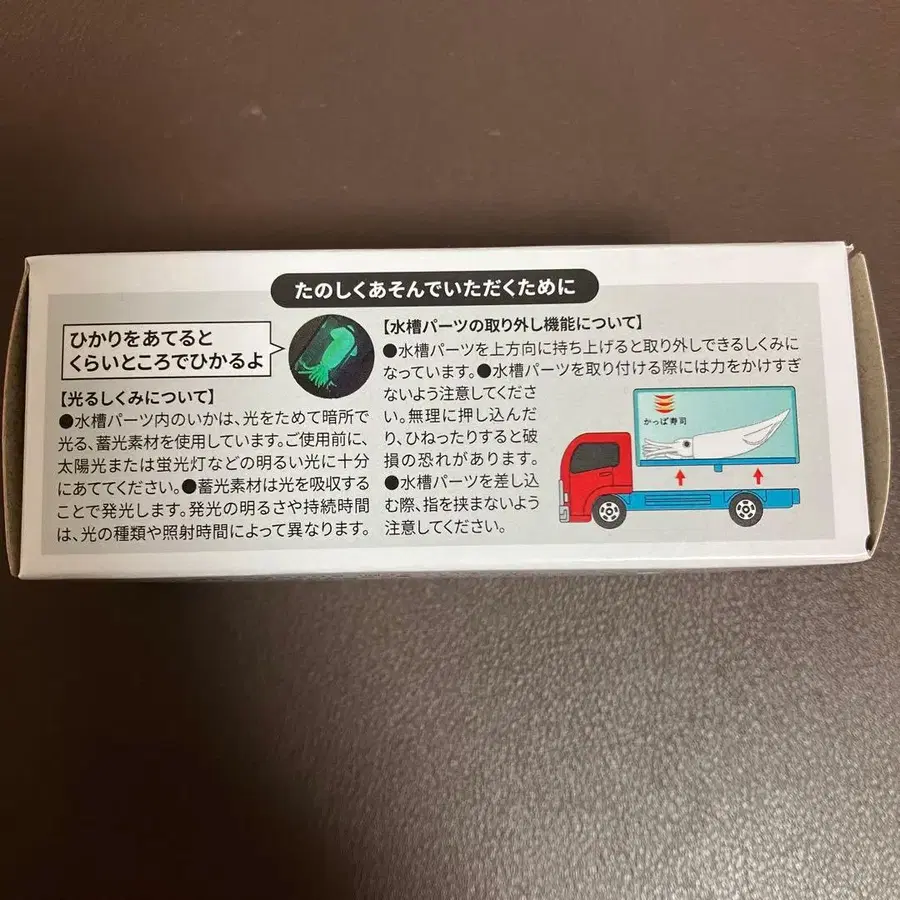 たのしくあそんでいただくために
ひかりをあてると
くらいところでひかるよ
【光るしくみについて】
●水槽パーツ内のいかは、光をためて暗所で
光る、蓄光素材を使用しています。ご使用前に、
太陽光または蛍光灯などの明るい光に十分
にあててください。●蓄光素材は光を吸収する
ことで発光します。発光の明るさや持続時間
は、光の種類や照射時間によって異なります。
【水槽パーツの取り外し機能について】
●水槽パーツを上方向に持ち上げると取り外しできるしくみに
なっています。●水槽パーツを取り付ける際には力をかけすぎ
ないよう注意してくださ
い。無理に押し込んだ
り、ひねったりすると破
損の恐れがあります。
●水槽パーツを差し込
む際、指を挟まないよう
注意してください。
かっぱ寿司